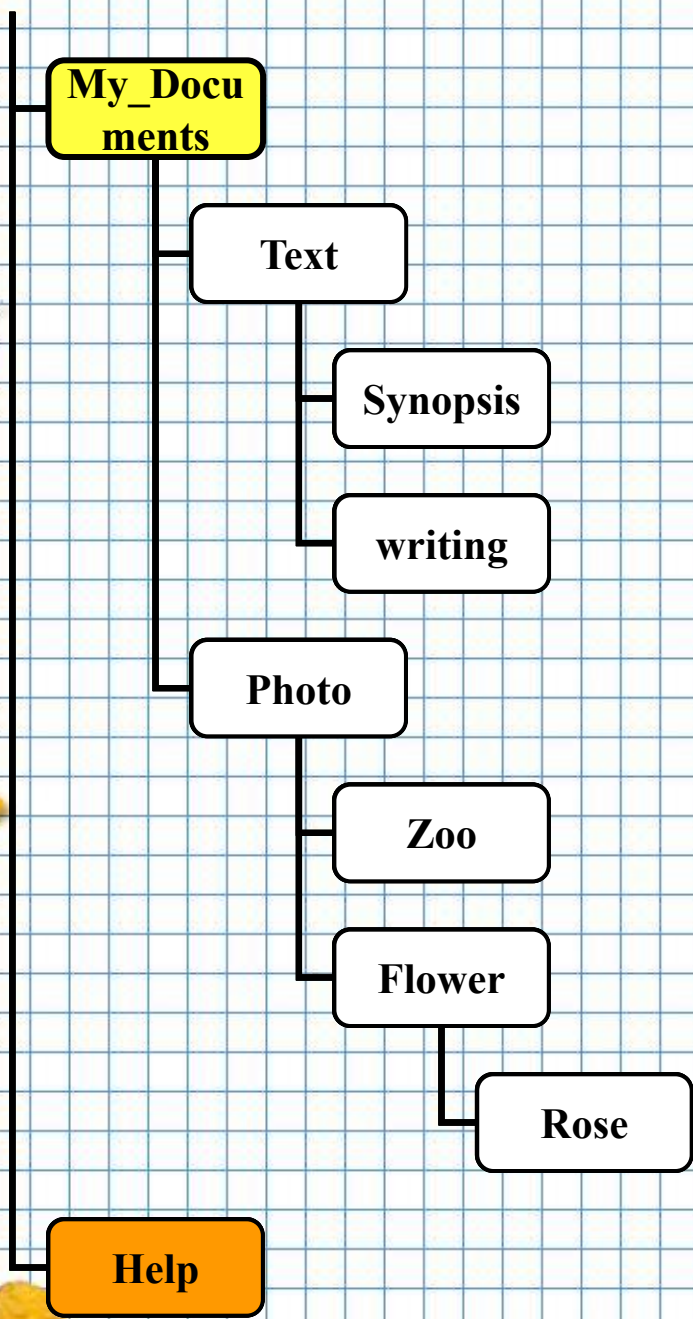 My_Docu
ments
Text
Synopsis
writing
Photo
Zoo
Flower
Rose
Help